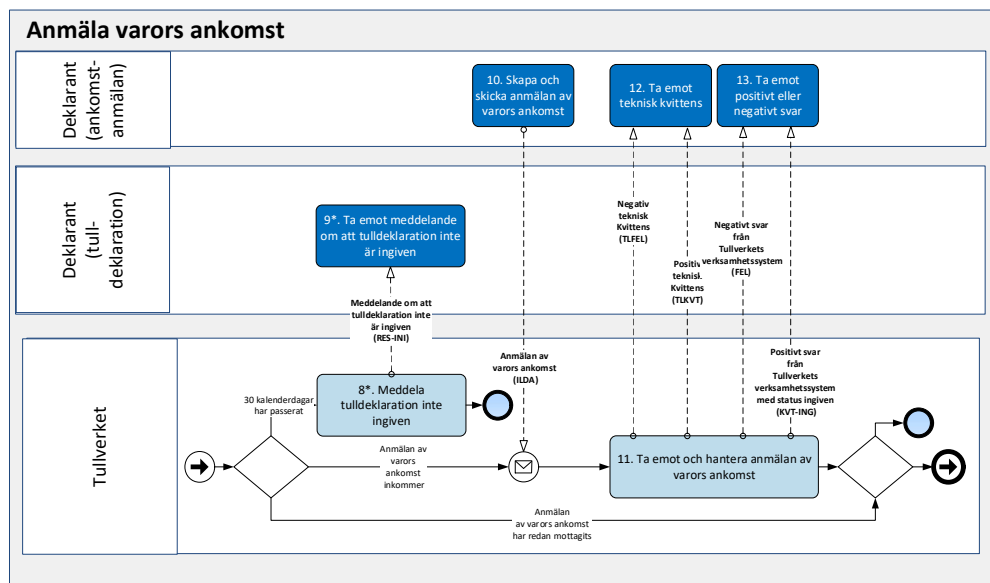 Anmäla varors ankomst
Deklarant
(ankomst-
anmälan)
10. Skapa och
skicka anmälan av
varors ankomst
12. Ta emot
teknisk kvittens
13. Ta emot
positivt eller
negativt svar
Deklarant
(tull-
deklaration)
9*. Ta emot meddelande
om att tulldeklaration inte
är ingiven
Negativ
teknisk
Kvittens
(TLFEL)
Positiv
teknisk
Kvittens
(TLKVT)
Negativt svar
från
Tullverkets
verksamhetssystem
(FEL)
Meddelande om att
tulldeklaration inte
är ingiven
(RES-INI)
Anmälan av
varors ankomst
(ILDA)
Positivt svar
från
Tullverkets
verksamhetssystem
med status ingiven
(KVT-ING)
Tullverket
30 kalenderdagar
har passerat
8*. Meddela
tulldeklaration inte
ingiven
Anmälan av
varors
ankomst
inkommer
11. Ta emot och hantera anmälan av
varors ankomst
Anmälan
av varors ankomst
har redan mottagits